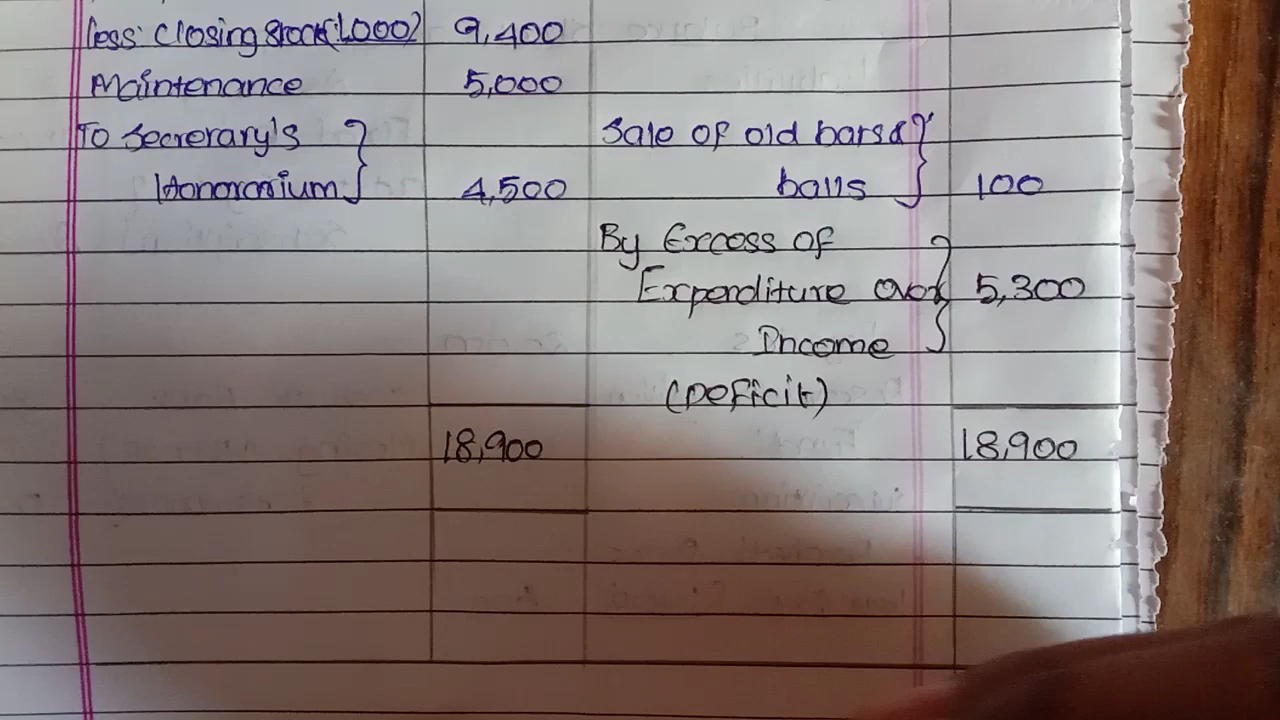 less: Closing Stock(1,000) 9,400
Maintenance 5,000
To Secrerary's Sale of old bats &
Honorarium 4,500 balls 100
By Excess of
Expenditure over 5,300
Income
(Deficit)
18,900 18,900